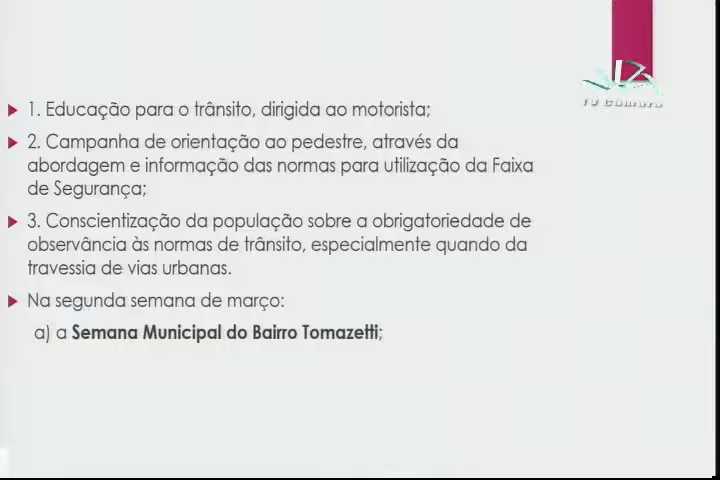 TV Câmara
1. Educação para o trânsito, dirigida ao motorista;
2. Campanha de orientação ao pedestre, através da
abordagem e informação das normas para utilização da Faixa
de Segurança;
3. Conscientização da população sobre a obrigatoriedade de
observância às normas de trânsito, especialmente quando da
travessia de vias urbanas.
Na segunda semana de março:
a) a Semana Municipal do Bairro Tomazetti;